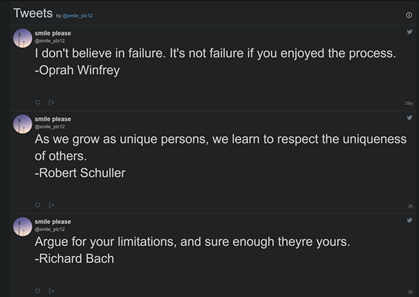 Tweets by @smile_plz12
smile please
@smile_plz12
I don't believe in failure. It's not failure if you enjoyed the process.
-Oprah Winfrey
smile please
@smile_plz12
As we grow as unique persons, we learn to respect the uniqueness
of others.
-Robert Schuller
smile please
@smile_plz12
Argue for your limitations, and sure enough theyre yours.
-Richard Bach